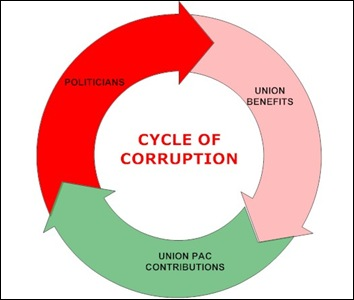 POLITICIANS
UNION
BENEFITS
CYCLE OF
CORRUPTION
UNION PAC
CONTRIBUTIONS